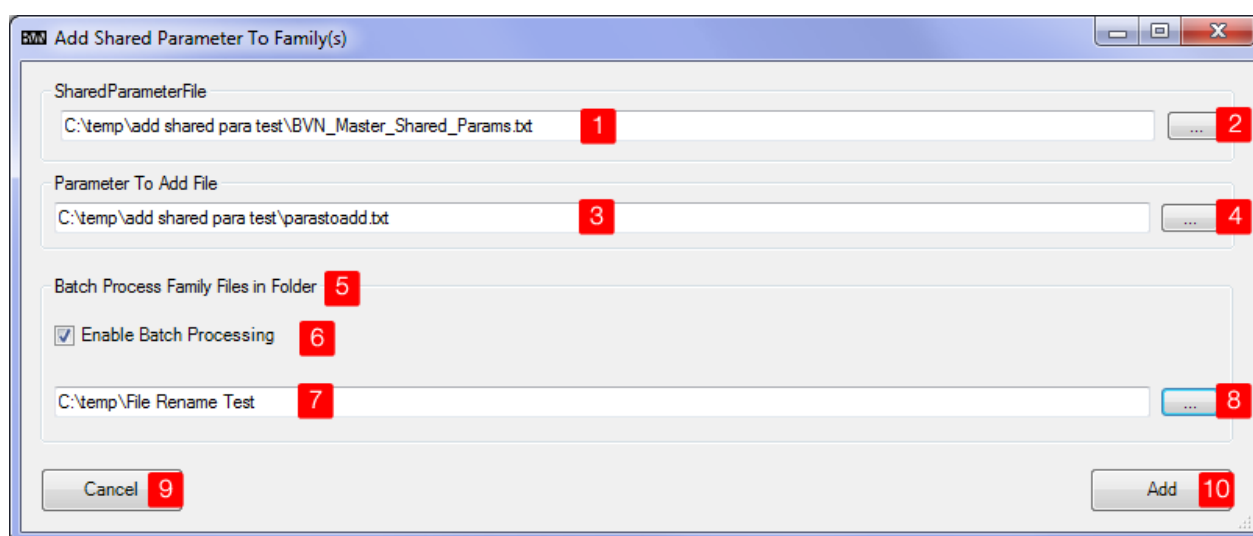 BVN Add Shared Parameter To Family(s)
SharedParameterFile
C:\temp\add shared para test\BVN_Master_Shared_Params.txt 1 ... 2
Parameter To Add File
C:\temp\add shared para test\parastoadd.txt 3 ... 4
Batch Process Family Files in Folder 5
Enable Batch Processing 6
C:\temp\File Rename Test 7 ... 8
Cancel 9 Add 10